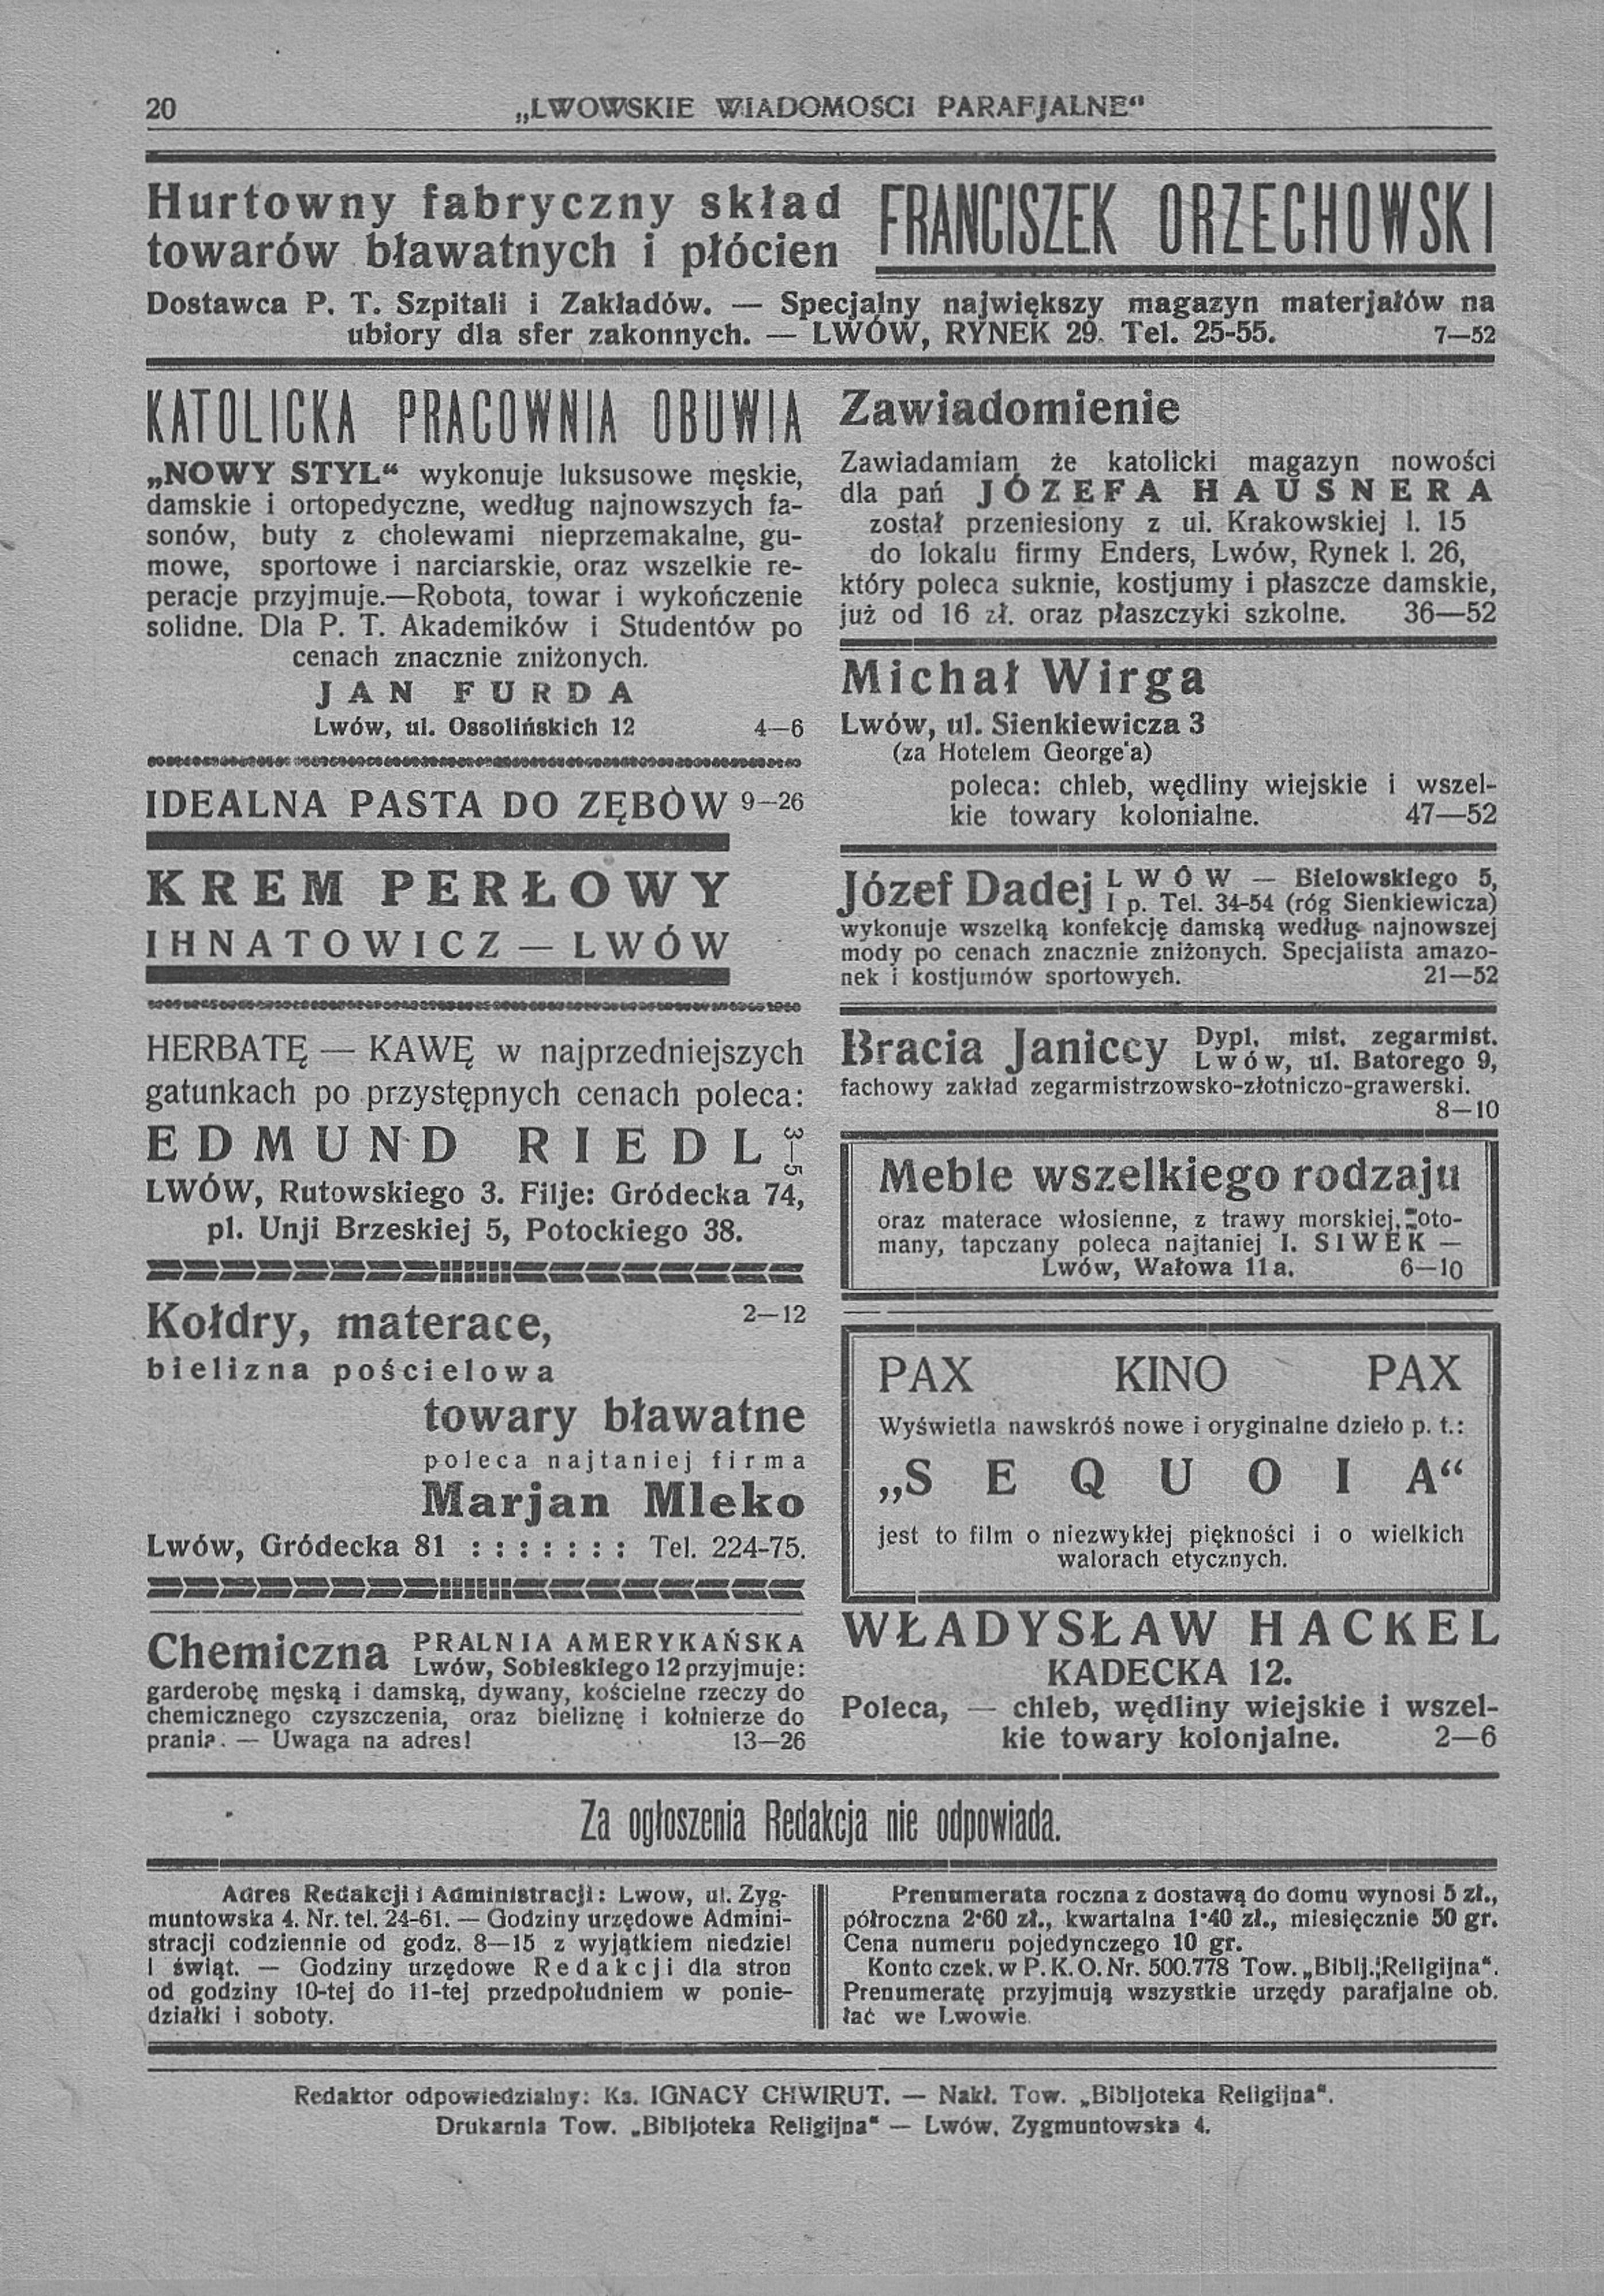 20
„LWOWSKIE WIADOMOSCI PARAFJALNE“
Hurtowny fabryczny skład
towarów bławatnych i płócien
FRANCISZEK ORZECHOWSKI
Dostawca P. T. Szpitali i Zakładów. — Specjalny największy magazyn materjałów na
ubiory dla sfer zakonnych. — LWÓW, RYNEK 29. Tel. 25-55. 7—52
KATOLICKA PRACOWNIA OBUWIA
„NOWY STYL“ wykonuje luksusowe męskie,
damskie i ortopedyczne, według najnowszych fa-
sonów, buty z cholewami nieprzemakalne, gu-
mowe, sportowe i narciarskie, oraz wszelkie re-
peracje przyjmuje.—Robota, towar i wykończenie
solidne. Dla P. T. Akademików i Studentów po
cenach znacznie zniżonych.
JAN FURDA
Lwów, ul. Ossolińskich 12 4—6
IDEALNA PASTA DO ZĘBÓW 9—26
KREM PERŁOWY
IHNATOWICZ — LWÓW
HERBATĘ — KAWĘ w najprzedniejszych
gatunkach po przystępnych cenach poleca:
EDMUND RIEDL 3—5
LWÓW, Rutowskiego 3. Filje: Gródecka 74,
pl. Unji Brzeskiej 5, Potockiego 38.
Kołdry, materace, 2—12
bielizna pościelowa
towary bławatne
poleca najtaniej firma
Marjan Mleko
Lwów, Gródecka 81 : : : : : : : Tel. 224-75.
Chemiczna PRALNIA AMERYKAŃSKA
Lwów, Sobieskiego 12 przyjmuje:
garderobę męską i damską, dywany, kościelne rzeczy do
chemicznego czyszczenia, oraz bieliznę i kołnierze do
prania. — Uwaga na adres! 13—26
Zawiadomienie
Zawiadamiam że katolicki magazyn nowości
dla pań JÓZEFA HAUSNERA
został przeniesiony z ul. Krakowskiej l. 15
do lokalu firmy Enders, Lwów, Rynek l. 26,
który poleca suknie, kostjumy i płaszcze damskie,
już od 16 zł. oraz płaszczyki szkolne. 36—52
Michał Wirga
Lwów, ul. Sienkiewicza 3
(za Hotelem George'a)
poleca: chleb, wędliny wiejskie i wszel-
kie towary kolonialne. 47—52
Józef Dadej LWÓW — Bielowskiego 5,
I p. Tel. 34-54 (róg Sienkiewicza)
wykonuje wszelką konfekcję damską według najnowszej
mody po cenach znacznie zniżonych. Specjalista amazo-
nek i kostjumów sportowych. 21—52
Bracia Janiccy Dypl. mist. zegarmist.
Lwów, ul. Batorego 9,
fachowy zakład zegarmistrzowsko-złotniczo-grawerski.
8—10
Meble wszelkiego rodzaju
oraz materace włosienne, z trawy morskiej, oto-
many, tapczany poleca najtaniej I. SIWEK —
Lwów, Wałowa 11a. 6—10
PAX KINO PAX
Wyświetla nawskróś nowe i oryginalne dzieło p. t.:
„SEQUOIA“
jest to film o niezwykłej piękności i o wielkich
walorach etycznych.
WŁADYSŁAW HACKEL
KADECKA 12.
Poleca, — chleb, wędliny wiejskie i wszel-
kie towary kolonjalne. 2—6
Za ogłoszenia Redakcja nie odpowiada.
Adres Redakcji i Administracji: Lwow, ul. Zyg-
muntowska 4. Nr. tel. 24-61. — Godziny urzędowe Admini-
stracji codziennie od godz. 8—15 z wyjątkiem niedziel
i świąt. — Godziny urzędowe Redakcji dla stron
od godziny 10-tej do 11-tej przedpołudniem w ponie-
działki i soboty.
Prenumerata roczna z dostawą do domu wynosi 5 zł.,
półroczna 2·60 zł., kwartalna 1·40 zł., miesięcznie 50 gr.
Cena numeru pojedynczego 10 gr.
Konto czek. w P. K. O. Nr. 500.778 Tow. „Biblj. Religijna“.
Prenumeratę przyjmują wszystkie urzędy parafjalne ob.
łać we Lwowie.
Redaktor odpowiedzialny: Ks. IGNACY CHWIRUT. — Nakł. Tow. „Bibljoteka Religijna“.
Drukarnia Tow. „Bibljoteka Religijna“ — Lwów, Zygmuntowska 4.